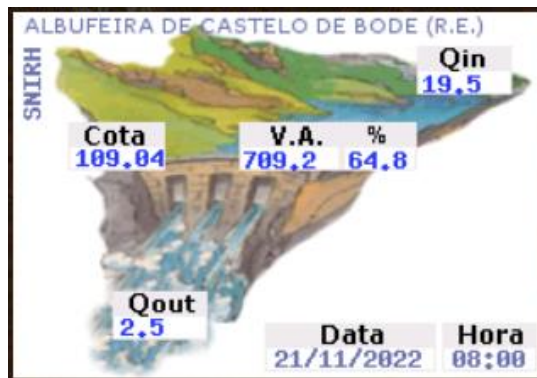 ALBUFEIRA DE CASTELO DE BODE (R.E.)
SNIRH
Qin
19.5
Cota V.A. %
109.04 709.2 64.8
Qout
2.5
Data Hora
21/11/2022 08:00